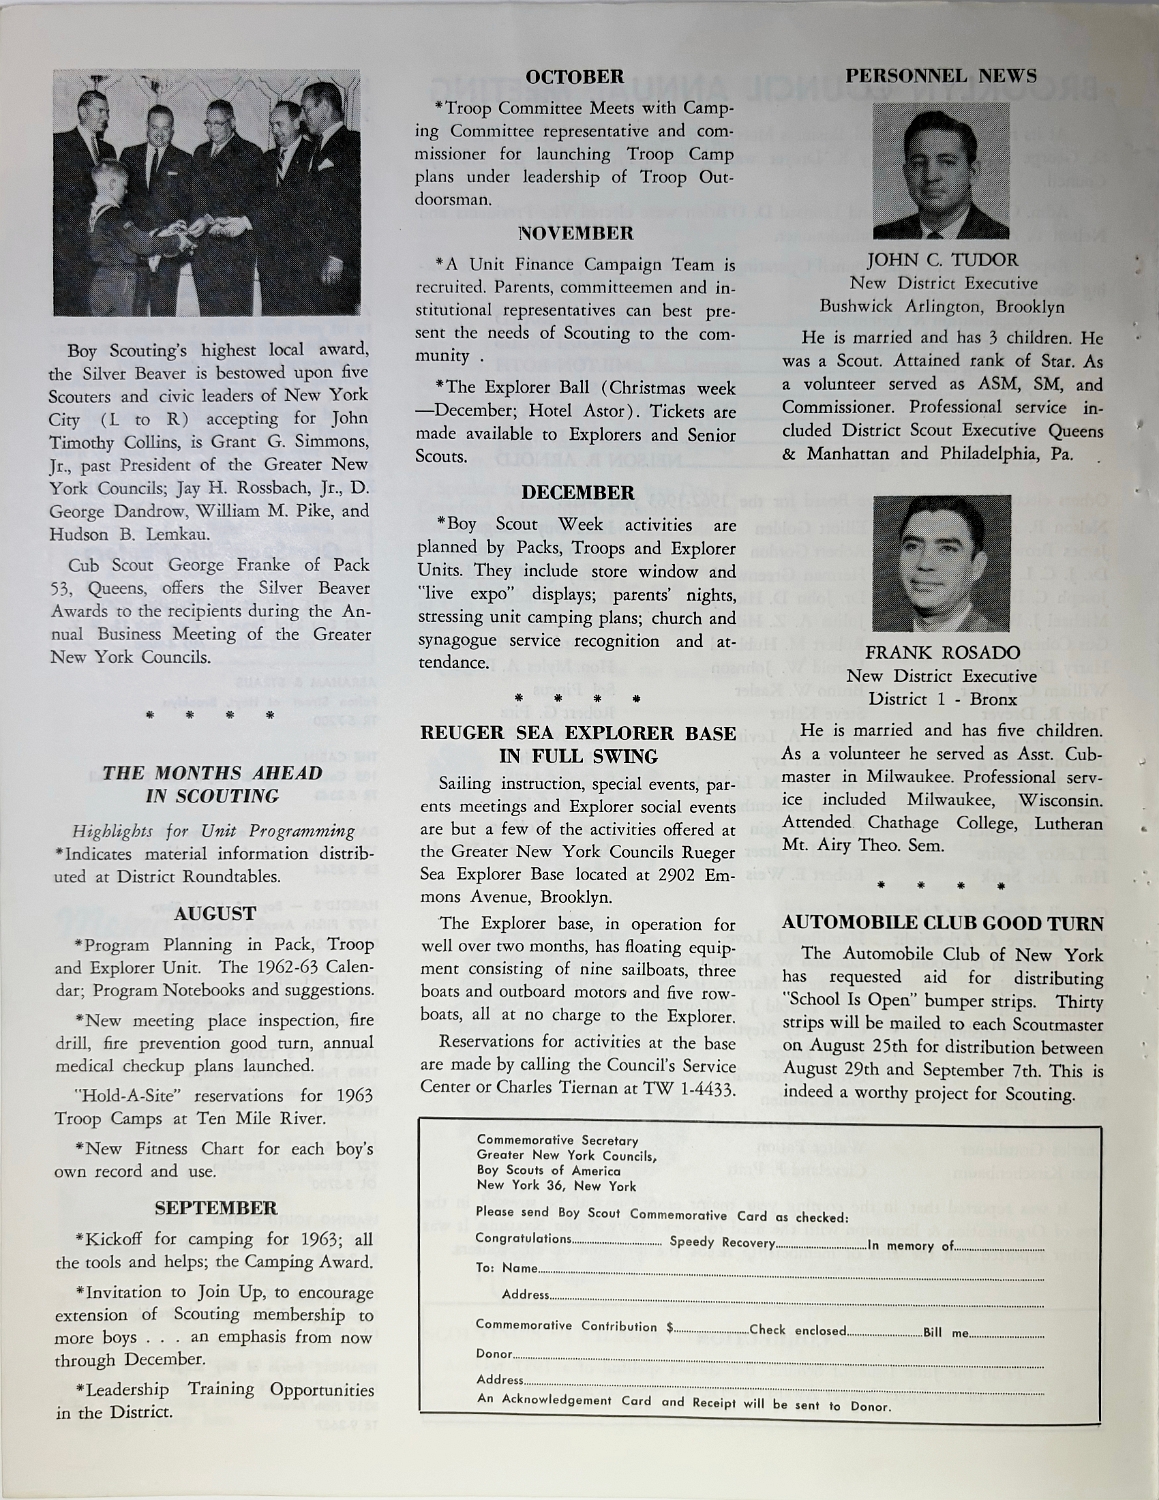 Boy Scouting's highest local award,
the Silver Beaver is bestowed upon five
Scouters and civic leaders of New York
City (L to R) accepting for John
Timothy Collins, is Grant G. Simmons,
Jr., past President of the Greater New
York Councils; Jay H. Rossbach, Jr., D.
George Dandrow, William M. Pike, and
Hudson B. Lemkau.
Cub Scout George Franke of Pack
53, Queens, offers the Silver Beaver
Awards to the recipients during the An-
nual Business Meeting of the Greater
New York Councils.
* * * *
THE MONTHS AHEAD
IN SCOUTING
Highlights for Unit Programming
*Indicates material information distrib-
uted at District Roundtables.
AUGUST
*Program Planning in Pack, Troop
and Explorer Unit. The 1962-63 Calen-
dar; Program Notebooks and suggestions.
*New meeting place inspection, fire
drill, fire prevention good turn, annual
medical checkup plans launched.
"Hold-A-Site" reservations for 1963
Troop Camps at Ten Mile River.
*New Fitness Chart for each boy's
own record and use.
SEPTEMBER
*Kickoff for camping for 1963; all
the tools and helps; the Camping Award.
*Invitation to Join Up, to encourage
extension of Scouting membership to
more boys . . . an emphasis from now
through December.
*Leadership Training Opportunities
in the District.
OCTOBER
*Troop Committee Meets with Camp-
ing Committee representative and com-
missioner for launching Troop Camp
plans under leadership of Troop Out-
doorsman.
NOVEMBER
*A Unit Finance Campaign Team is
recruited. Parents, committeemen and in-
stitutional representatives can best pre-
sent the needs of Scouting to the com-
munity .
*The Explorer Ball (Christmas week
—December; Hotel Astor). Tickets are
made available to Explorers and Senior
Scouts.
DECEMBER
*Boy Scout Week activities are
planned by Packs, Troops and Explorer
Units. They include store window and
"live expo" displays; parents' nights,
stressing unit camping plans; church and
synagogue service recognition and at-
tendance.
* * * *
REUGER SEA EXPLORER BASE
IN FULL SWING
Sailing instruction, special events, par-
ents meetings and Explorer social events
are but a few of the activities offered at
the Greater New York Councils Rueger
Sea Explorer Base located at 2902 Em-
mons Avenue, Brooklyn.
The Explorer base, in operation for
well over two months, has floating equip-
ment consisting of nine sailboats, three
boats and outboard motors and five row-
boats, all at no charge to the Explorer.
Reservations for activities at the base
are made by calling the Council's Service
Center or Charles Tiernan at TW 1-4433.
PERSONNEL NEWS
JOHN C. TUDOR
New District Executive
Bushwick Arlington, Brooklyn
He is married and has 3 children. He
was a Scout. Attained rank of Star. As
a volunteer served as ASM, SM, and
Commissioner. Professional service in-
cluded District Scout Executive Queens
& Manhattan and Philadelphia, Pa.
FRANK ROSADO
New District Executive
District 1 - Bronx
He is married and has five children.
As a volunteer he served as Asst. Cub-
master in Milwaukee. Professional serv-
ice included Milwaukee, Wisconsin.
Attended Chathage College, Lutheran
Mt. Airy Theo. Sem.
* * * *
AUTOMOBILE CLUB GOOD TURN
The Automobile Club of New York
has requested aid for distributing
"School Is Open" bumper strips. Thirty
strips will be mailed to each Scoutmaster
on August 25th for distribution between
August 29th and September 7th. This is
indeed a worthy project for Scouting.
Commemorative Secretary
Greater New York Councils,
Boy Scouts of America
New York 36, New York
Please send Boy Scout Commemorative Card as checked:
Congratulations.......... Speedy Recovery..........In memory of..........
To: Name..........
Address..........
Commemorative Contribution $..........Check enclosed..........Bill me..........
Donor..........
Address..........
An Acknowledgement Card and Receipt will be sent to Donor.